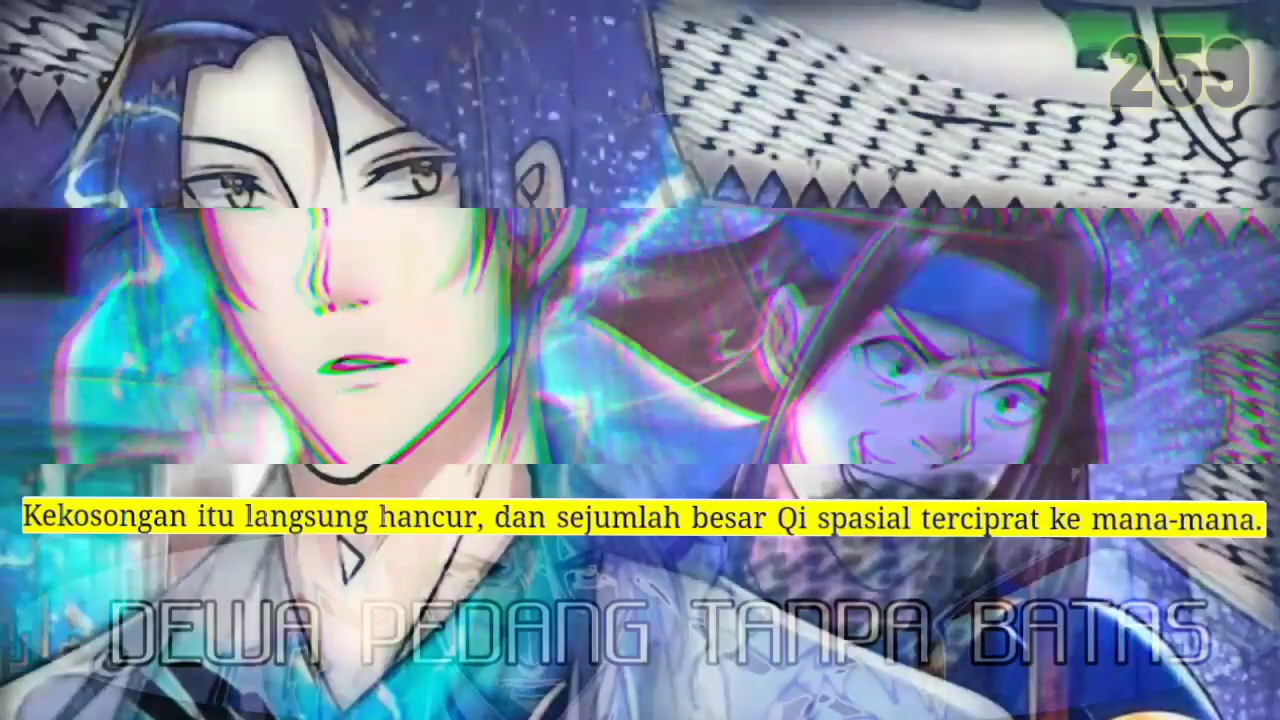 259
Kekosongan itu langsung hancur, dan sejumlah besar Qi spasial terciprat ke mana-mana.
DEWA PEDANG TANPA BATAS